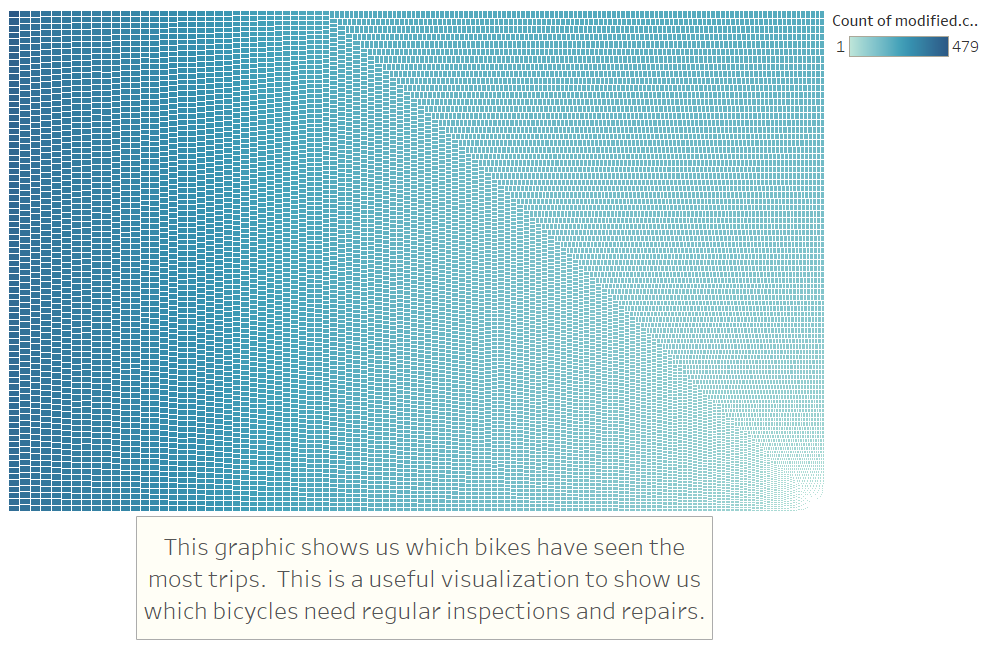 Count of modified.c..
1 479
This graphic shows us which bikes have seen the
most trips.  This is a useful visualization to show us
which bicycles need regular inspections and repairs.